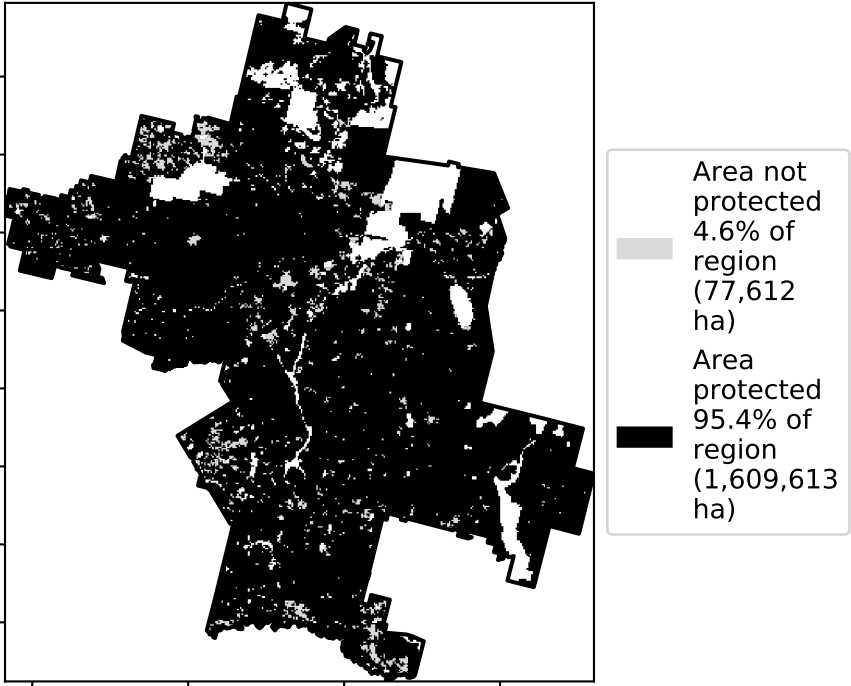 Area not
protected
4.6% of
region
(77,612
ha)
Area
protected
95.4% of
region
(1,609,613
ha)